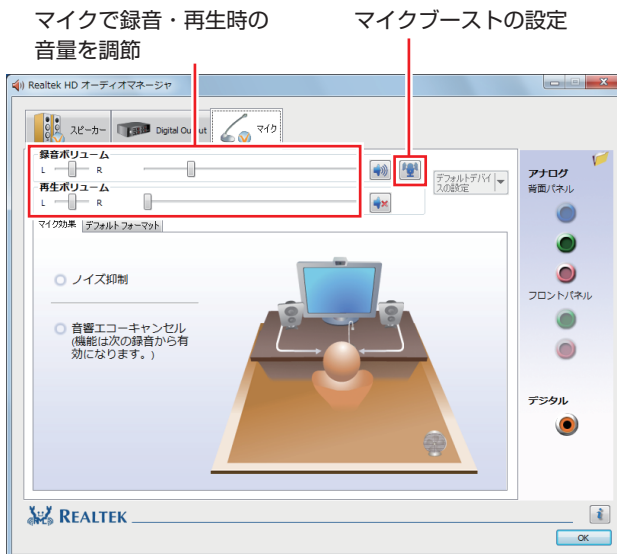 マイクで録音・再生時の
音量を調節
マイクブーストの設定
Realtek HD オーディオマネージャ
スピーカー
Digital Output
マイク
録音ボリューム
L R
再生ボリューム
L R
デフォルトデバイ
スの設定
マイク効果 デフォルトフォーマット
ノイズ抑制
音響エコーキャンセル
(機能は次の録音から有
効になります。)
アナログ
背面パネル
フロントパネル
デジタル
REALTEK
i
OK